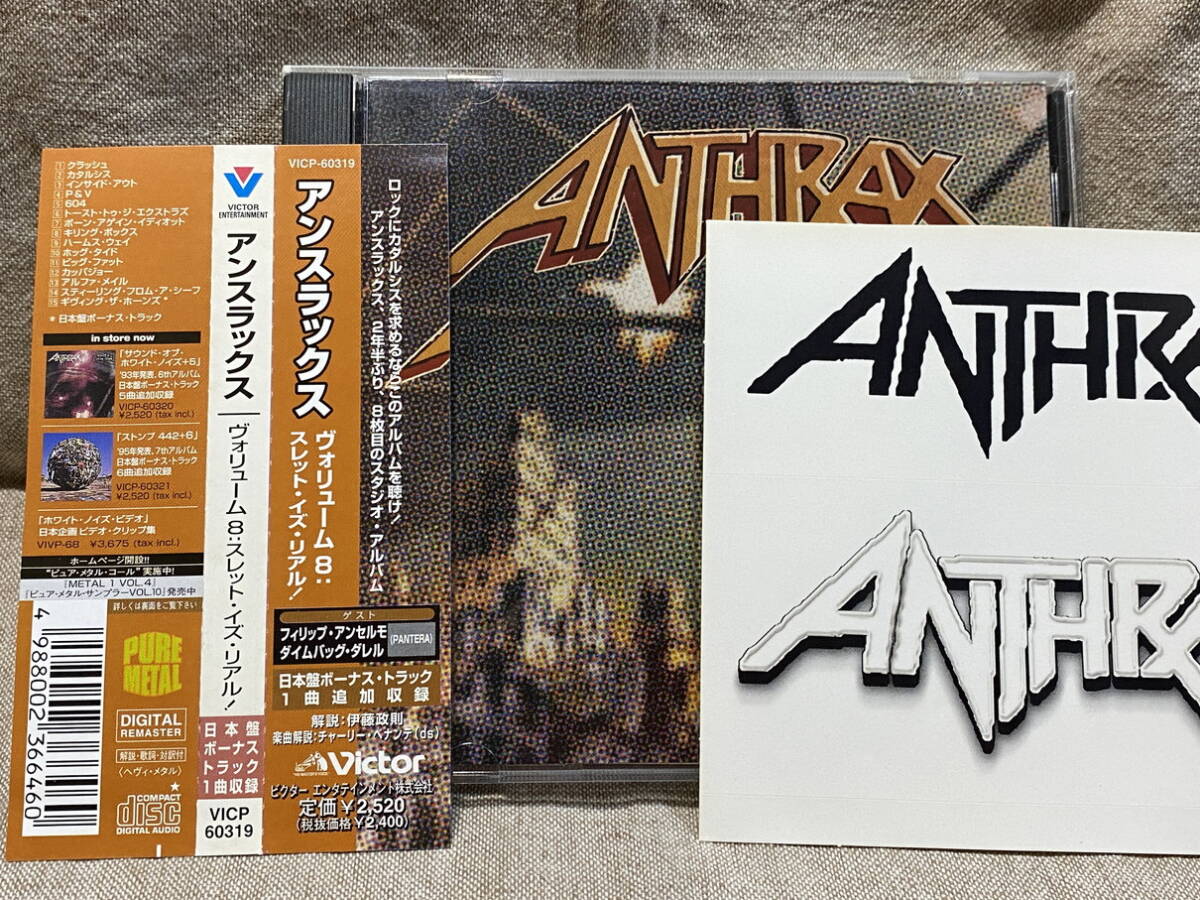 1 クラッシュ
2 カタルシス
3 インサイド・アウト
4 P & V
5 604
6 トースト・トゥ・ジ・エクストラズ
7 ボーン・アゲイン・イディオット
8 キリング・ボックス
9 ハームス・ウェイ
10 ホッグ・タイド
11 ビッグ・ファット
12 カッパジョー
13 アルファ・メイル
14 スティーリング・フロム・ア・シーフ
15 ギヴィング・ザ・ホーンズ *
* 日本盤ボーナス・トラック
in store now
「サウンド・オブ・
ホワイト・ノイズ+5」
'93年発表、6thアルバム
日本盤ボーナス・トラック
5曲追加収録
VICP-60320
¥2,520 (tax incl.)
「ストンプ 442+6」
'95年発表、7thアルバム
日本盤ボーナス・トラック
6曲追加収録
VICP-60321
¥2,520 (tax incl.)
「ホワイト・ノイズ・ビデオ」
日本企画 ビデオ・クリップ集
VIVP-68 ¥3,675 (tax incl.)
ホームページ開設!!
"ピュア・メタル・コール" 実施中!
『METAL 1 VOL.4』
『ピュア・メタル・サンプラーVOL.10』発売中
詳しくは裏面をご覧下さい
4 988002 366460
PURE
METAL
DIGITAL
REMASTER
解説・歌詞・対訳付
〈ヘヴィ・メタル〉
★
COMPACT
disc
DIGITAL AUDIO
VICTOR
ENTERTAINMENT
アンスラックス
ヴォリューム8:スレット・イズ・リアル!
日本盤
ボーナス
トラック
1曲収録
VICP
60319
VICP-60319
アンスラックス
ヴォリューム8:
スレット・イズ・リアル!
ロックにカタルシスを求めるならこのアルバムを聴け!
アンスラックス、2年半ぶり、8枚目のスタジオ・アルバム
ゲスト
フィリップ・アンセルモ
ダイムバッグ・ダレル
(PANTERA)
日本盤ボーナス・トラック
1曲追加収録
解説:伊藤政則
楽曲解説:チャーリー・ベナンテ(ds)
Victor
ビクター エンタテインメント株式会社
定価¥2,520
(税抜価格¥2,400)
ANTHRAX
ANTHRA
ANTHRA